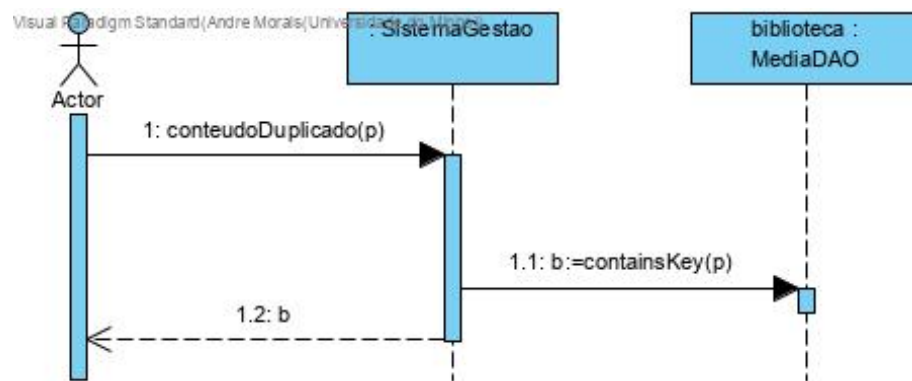 Visual Paradigm Standard(Andre Morais(Universidade do Minho))
: SistemaGestao
biblioteca :
MediaDAO
Actor
1: conteudoDuplicado(p)
1.1: b:=containsKey(p)
1.2: b